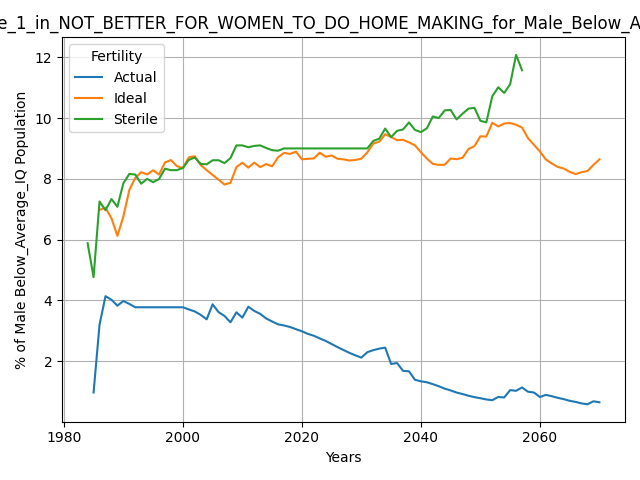 e_1_in_NOT_BETTER_FOR_WOMEN_TO_DO_HOME_MAKING_for_Male_Below_A
Fertility
Actual
Ideal
Sterile
% of Male Below_Average_IQ Population
12
10
8
6
4
2
1980
2000
2020
2040
2060
Years